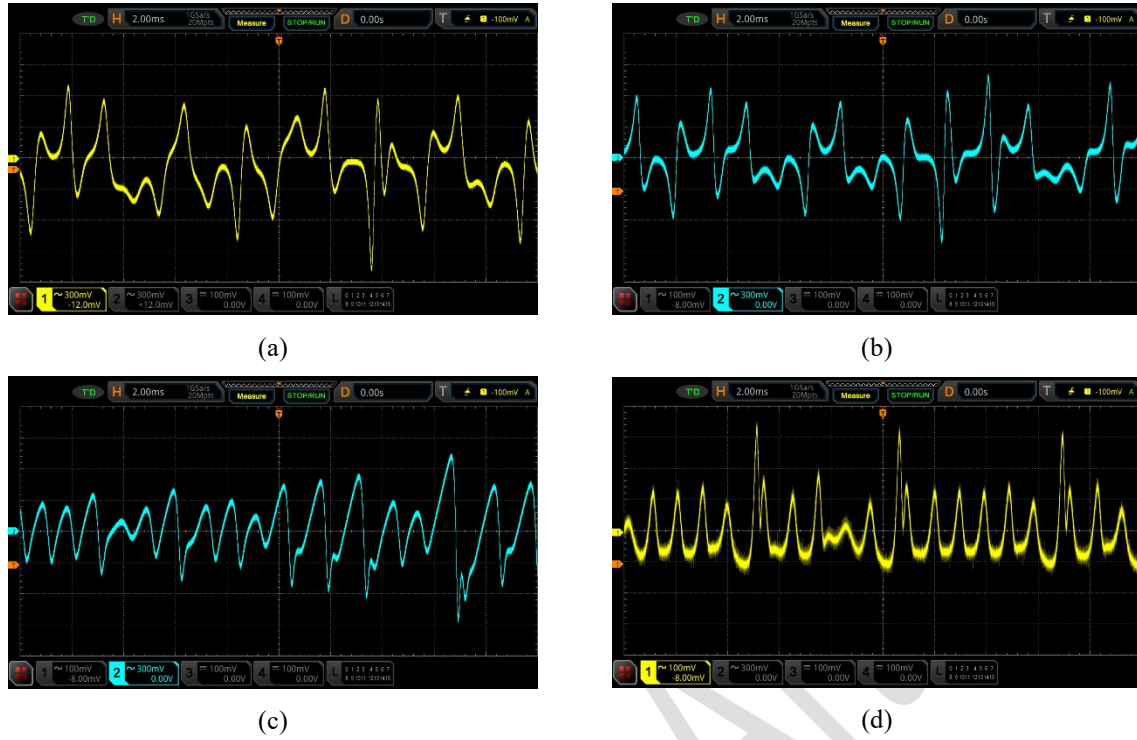 T'D H 2.00ms 1GSa/s 20Mpts Measure STOP/RUN D 0.00s T 1 -100mV A
1 300mV -12.0mV 2 300mV +12.0mV 3 100mV 0.00V 4 100mV 0.00V L 0 1 2 3 4 5 6 7
8 9 10 11 12 13 14 15
(a)
T'D H 2.00ms 1GSa/s 20Mpts Measure STOP/RUN D 0.00s T 1 -100mV A
1 100mV -8.00mV 2 300mV 0.00V 3 100mV 0.00V 4 100mV 0.00V L 0 1 2 3 4 5 6 7
8 9 10 11 12 13 14 15
(b)
T'D H 2.00ms 1GSa/s 20Mpts Measure STOP/RUN D 0.00s T 1 -100mV A
1 100mV -8.00mV 2 300mV 0.00V 3 100mV 0.00V 4 100mV 0.00V L 0 1 2 3 4 5 6 7
8 9 10 11 12 13 14 15
(c)
T'D H 2.00ms 1GSa/s 20Mpts Measure STOP/RUN D 0.00s T 1 -100mV A
1 100mV -8.00mV 2 300mV 0.00V 3 100mV 0.00V 4 100mV 0.00V L 0 1 2 3 4 5 6 7
8 9 10 11 12 13 14 15
(d)